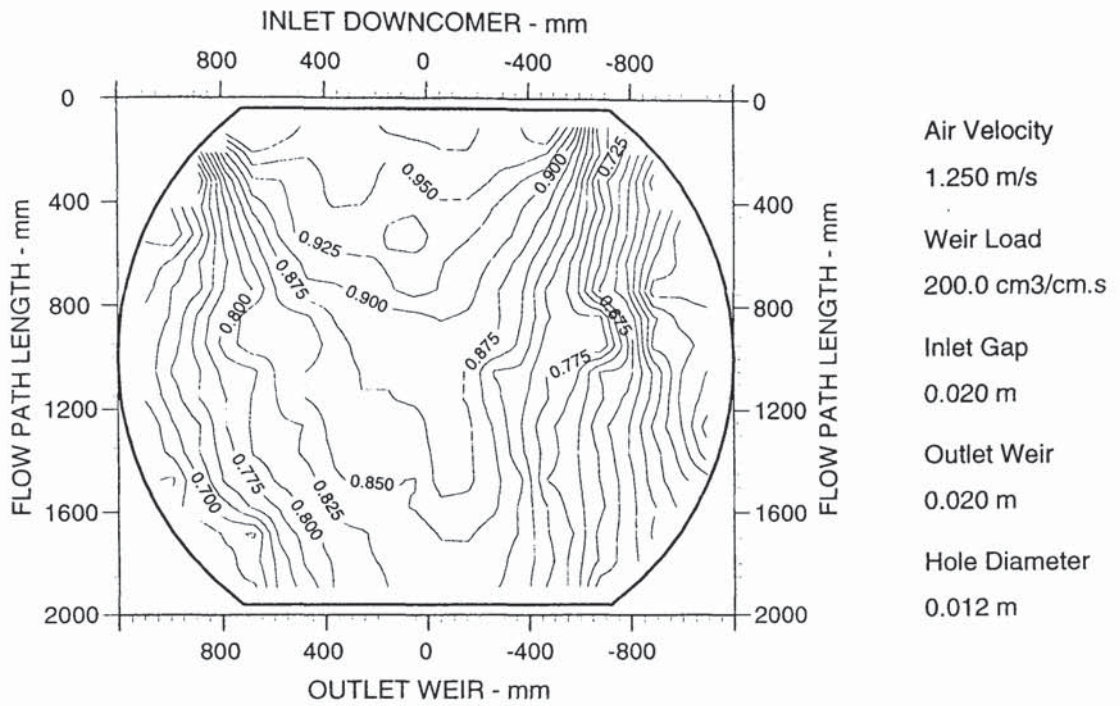 INLET DOWNCOMER - mm
800 400 0 -400 -800
0 0
400 400
800 800
1200 1200
1600 1600
2000 2000
FLOW PATH LENGTH - mm
FLOW PATH LENGTH - mm
0.725
0.900
0.950
0.925
0.875
0.900
0.800
0.875
0.875
0.775
0.850
0.700
0.775
0.800
0.825
800 400 0 -400 -800
OUTLET WEIR - mm
Air Velocity
1.250 m/s
Weir Load
200.0 cm3/cm.s
Inlet Gap
0.020 m
Outlet Weir
0.020 m
Hole Diameter
0.012 m